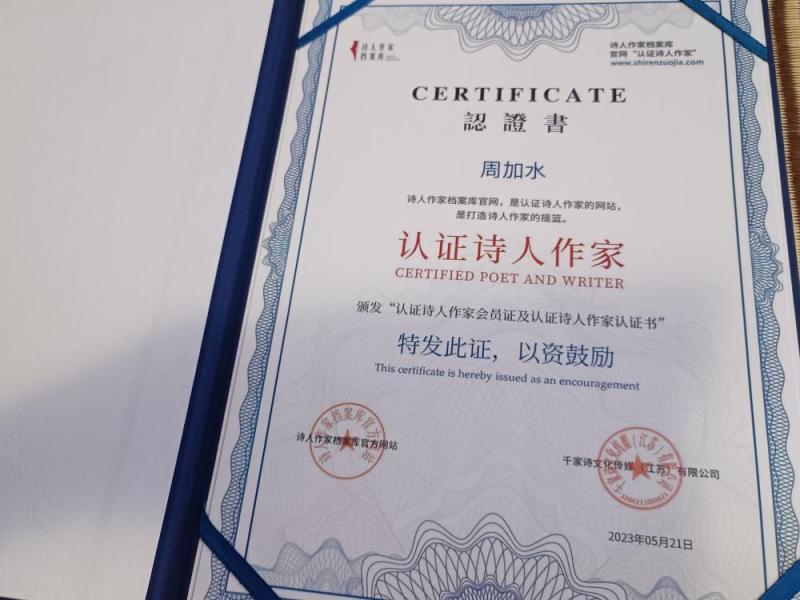 诗人作家
档案库
诗人作家档案库
官网“认证诗人作家”
www.shirenzuojia.com
CERTIFICATE
認證書
周加水
诗人作家档案库官网，是认证诗人作家的网站，
是打造诗人作家的摇篮。
认证诗人作家
CERTIFIED POET AND WRITER
颁发“认证诗人作家会员证及认证诗人作家认证书”
特发此证，以资鼓励
This certificate is hereby issued as an encouragement
诗人作家档案库官方网站
千家诗文化传媒（江苏）有限公司
2023年05月21日